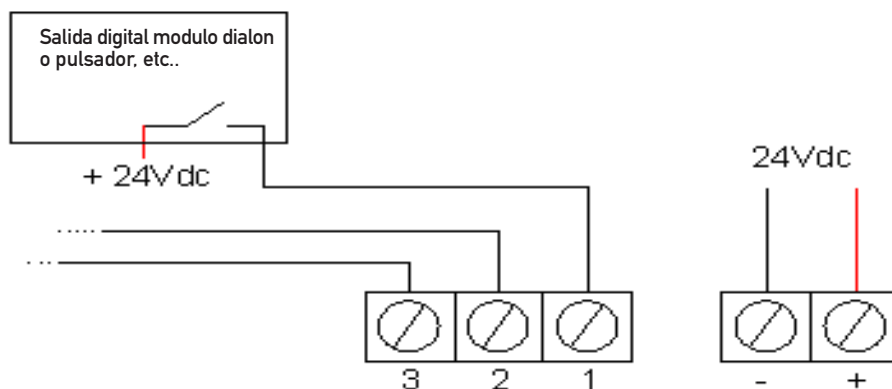 Salida digital modulo dialon
o pulsador, etc..
+ 24Vdc
24Vdc
3 2 1
- +